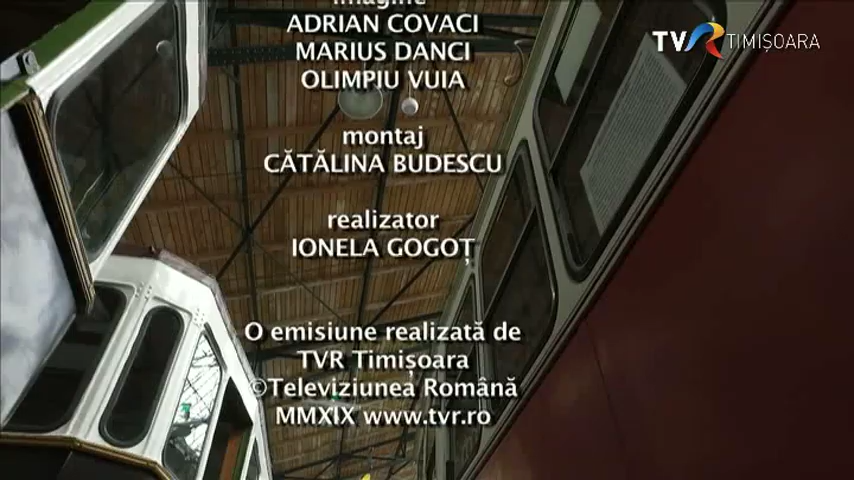 imagine
ADRIAN COVACI
MARIUS DANCI
OLIMPIU VUIA
montaj
CĂTĂLINA BUDESCU
realizator
IONELA GOGOȚ
O emisiune realizată de
TVR Timișoara
©Televiziunea Română
MMXIX www.tvr.ro
TVR TIMIȘOARA